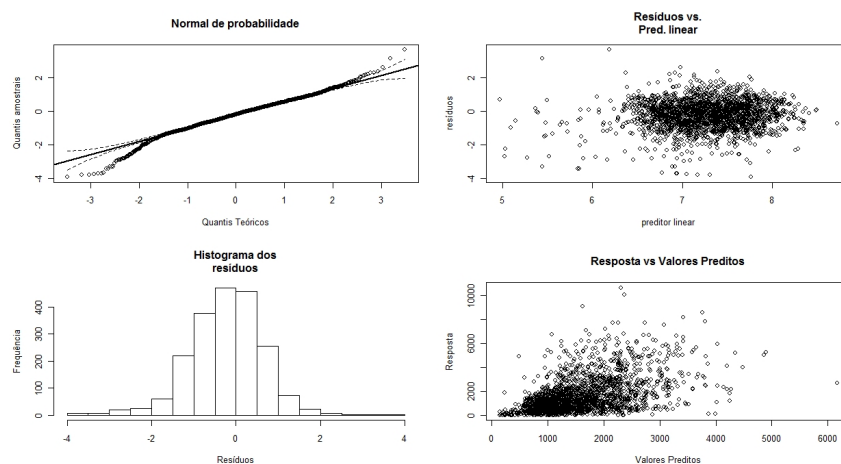 Normal de probabilidade
Quantis amostrais
2
0
-2
-4
-3
-2
-1
0
1
2
3
Quantis Teóricos
Resíduos vs.
Pred. linear
resíduos
2
0
-2
-4
5
6
7
8
preditor linear
Histograma dos
resíduos
Frequência
400
300
200
100
0
-4
-2
0
2
4
Resíduos
Resposta vs Valores Preditos
Resposta
10000
6000
2000
0
0
1000
2000
3000
4000
5000
6000
Valores Preditos